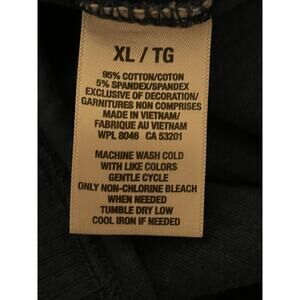 XL / TG
95% COTTON/COTON
5% SPANDEX/SPANDEX
EXCLUSIVE OF DECORATION/
GARNITURES NON COMPRISES
MADE IN VIETNAM/
FABRIQUE AU VIETNAM
WPL 8046 CA 53201
MACHINE WASH COLD
WITH LIKE COLORS
GENTLE CYCLE
ONLY NON-CHLORINE BLEACH
WHEN NEEDED
TUMBLE DRY LOW
COOL IRON IF NEEDED